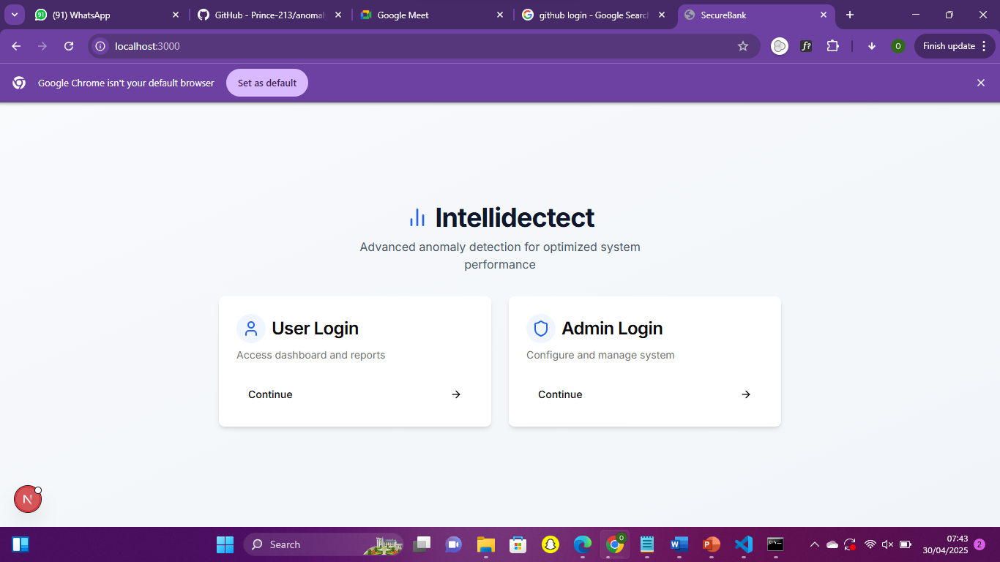 (91) WhatsApp
GitHub - Prince-213/anomal
Google Meet
github login - Google Search
SecureBank
localhost:3000
f?
O
Finish update
Google Chrome isn't your default browser
Set as default
Intellidectect
Advanced anomaly detection for optimized system
performance
User Login
Access dashboard and reports
Continue
Admin Login
Configure and manage system
Continue
N
Search
07:43
30/04/2025
2